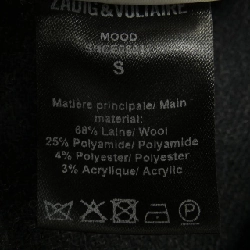 ZADIG & VOLTAIRE
MOOD
S
Matière principale/ Main
material:
68% Laine/ Wool
25% Polyamide/ Polyamide
4% Polyester/ Polyester
3% Acrylique/ Acrylic
P